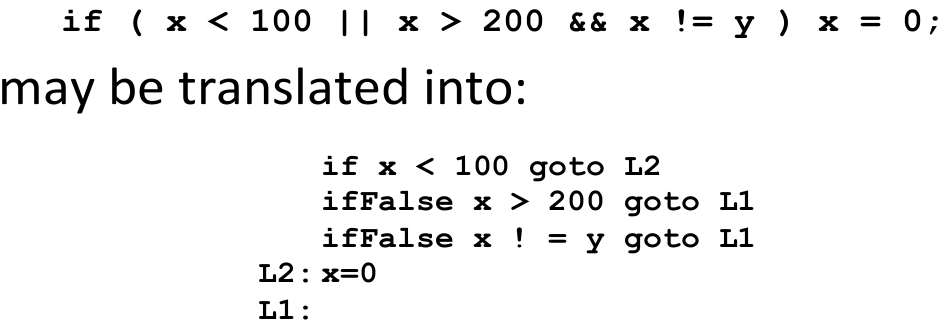 if ( x < 100 || x > 200 && x != y ) x = 0;
may be translated into:
if x < 100 goto L2
ifFalse x > 200 goto L1
ifFalse x ! = y goto L1
L2: x=0
L1: